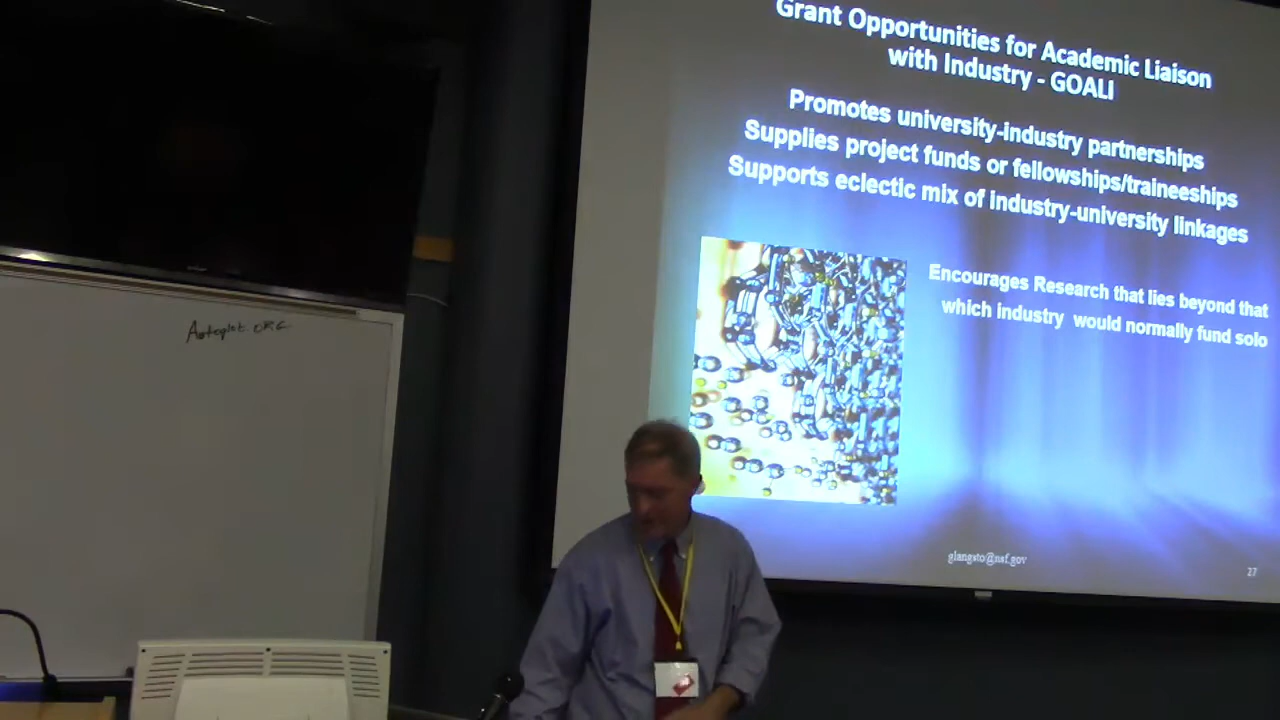 Grant Opportunities for Academic Liaison
with Industry - GOALI
Promotes university-industry partnerships
Supplies project funds or fellowships/traineeships
Supports eclectic mix of industry-university linkages
Encourages Research that lies beyond that
which industry would normally fund solo
glangsto@nsf.gov
27